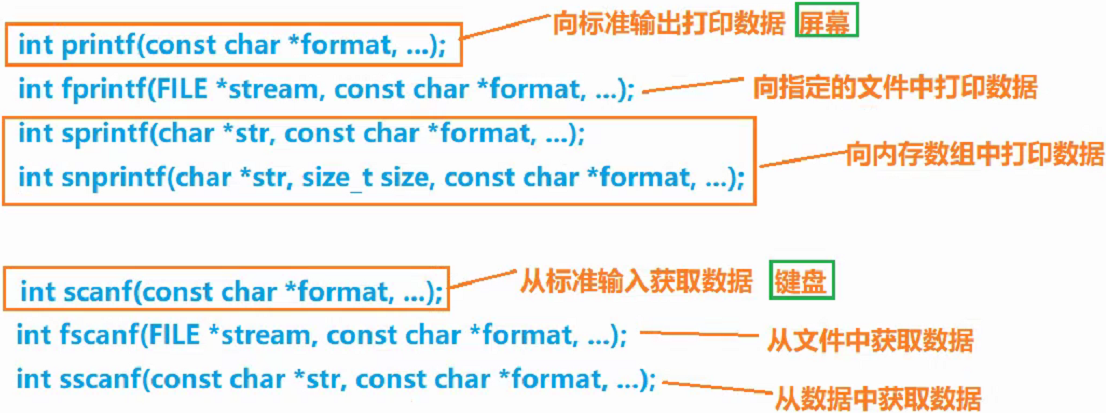 int printf(const char *format, ...); 向标准输出打印数据 屏幕
int fprintf(FILE *stream, const char *format, ...); 向指定的文件中打印数据
int sprintf(char *str, const char *format, ...);
int snprintf(char *str, size_t size, const char *format, ...); 向内存数组中打印数据
int scanf(const char *format, ...); 从标准输入获取数据 键盘
int fscanf(FILE *stream, const char *format, ...); 从文件中获取数据
int sscanf(const char *str, const char *format, ...); 从数据中获取数据